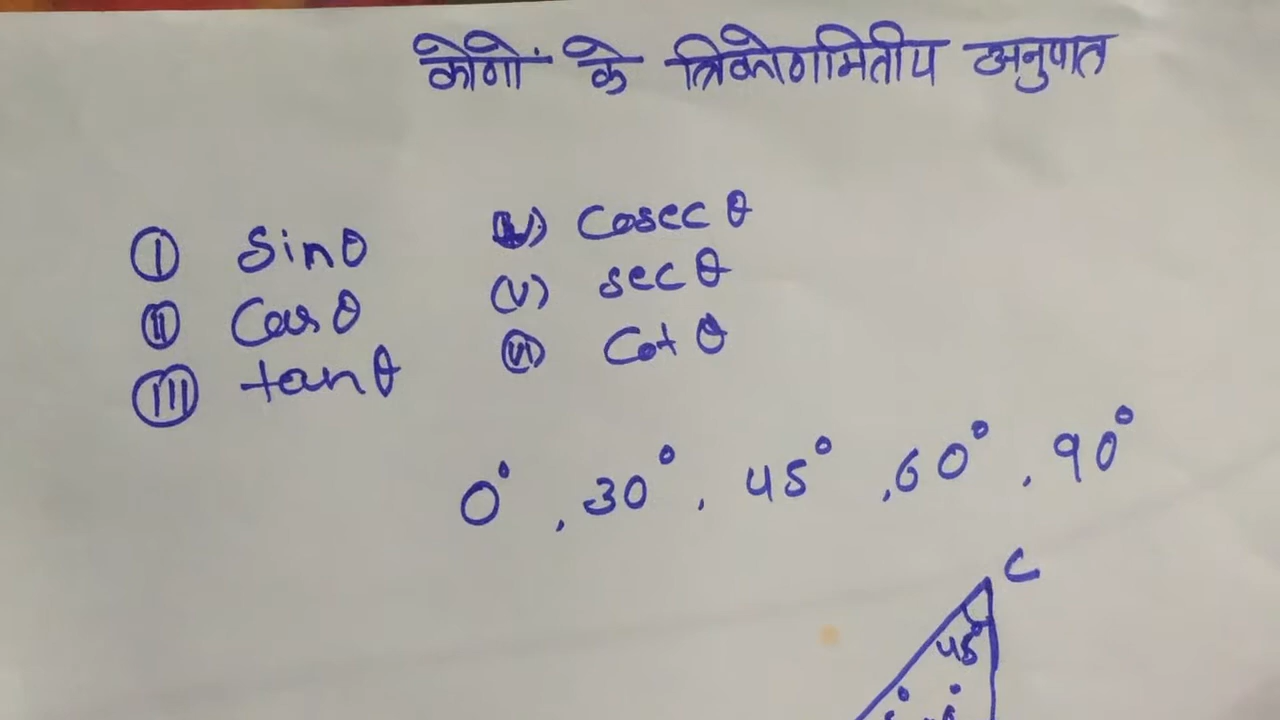 कोणों के त्रिकोणमितीय अनुपात
I sinθ
II Cosθ
III tanθ
IV) Cosecθ
(V) secθ
(VI) Cotθ
0°, 30°, 45°, 60°, 90°
C
45°